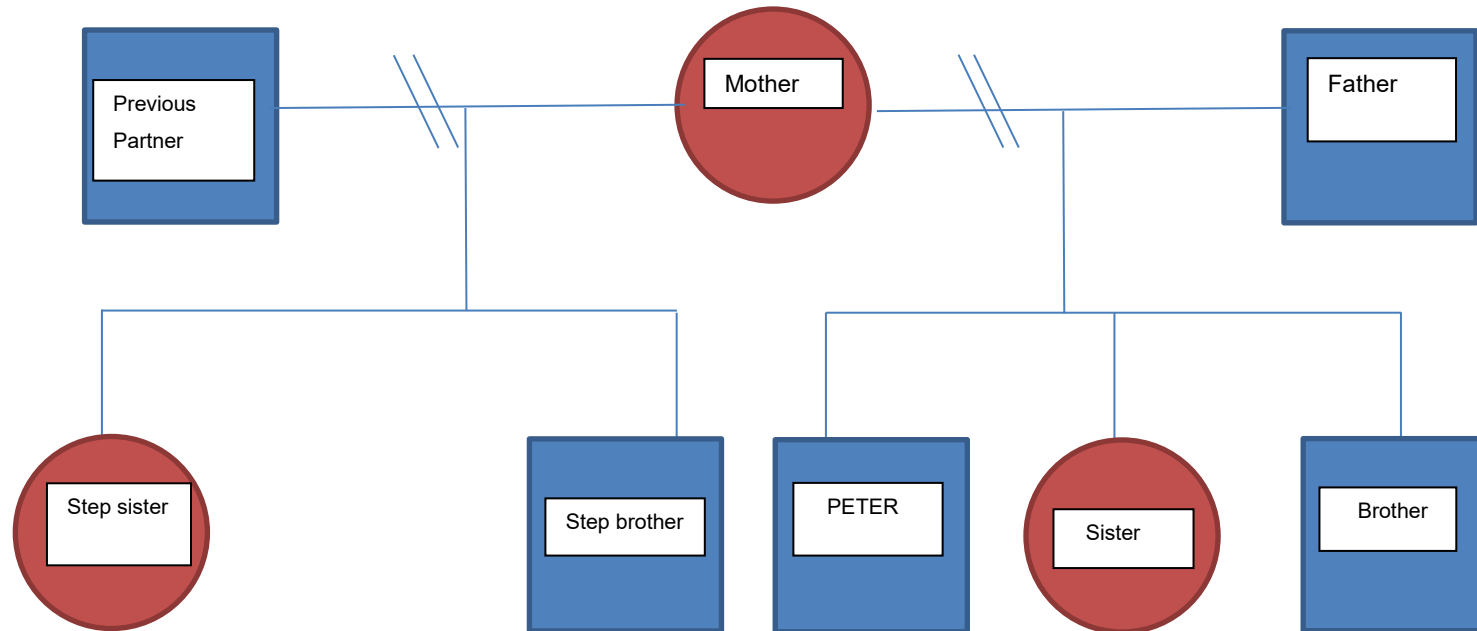 Previous
Partner
Mother
Father
Step sister
Step brother
PETER
Sister
Brother